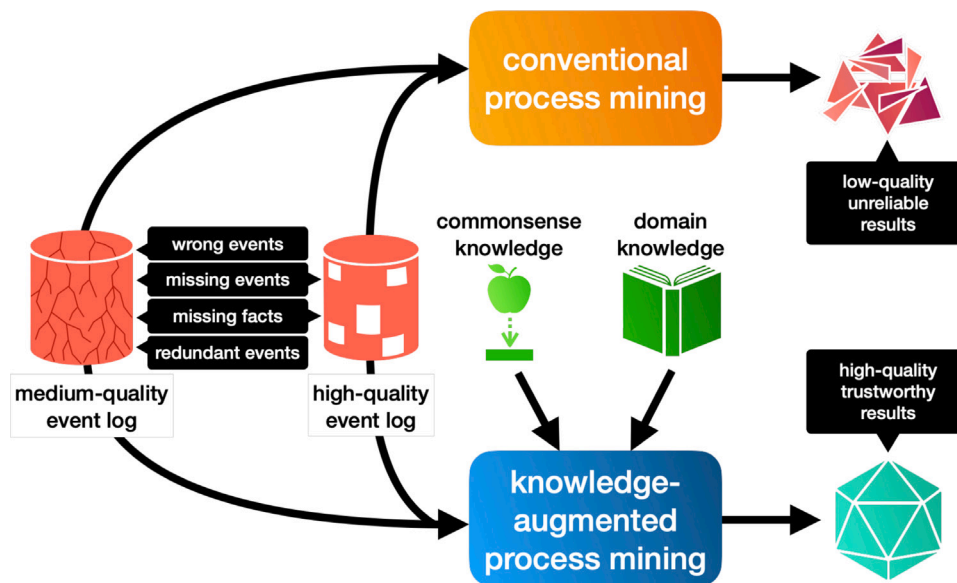 conventional
process mining
low-quality
unreliable
results
commonsense
knowledge
domain
knowledge
wrong events
missing events
missing facts
redundant events
medium-quality
event log
high-quality
event log
high-quality
trustworthy
results
knowledge-
augmented
process mining